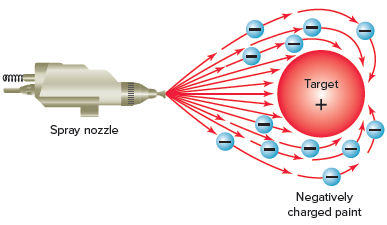 Target
+
Spray nozzle
Negatively
charged paint